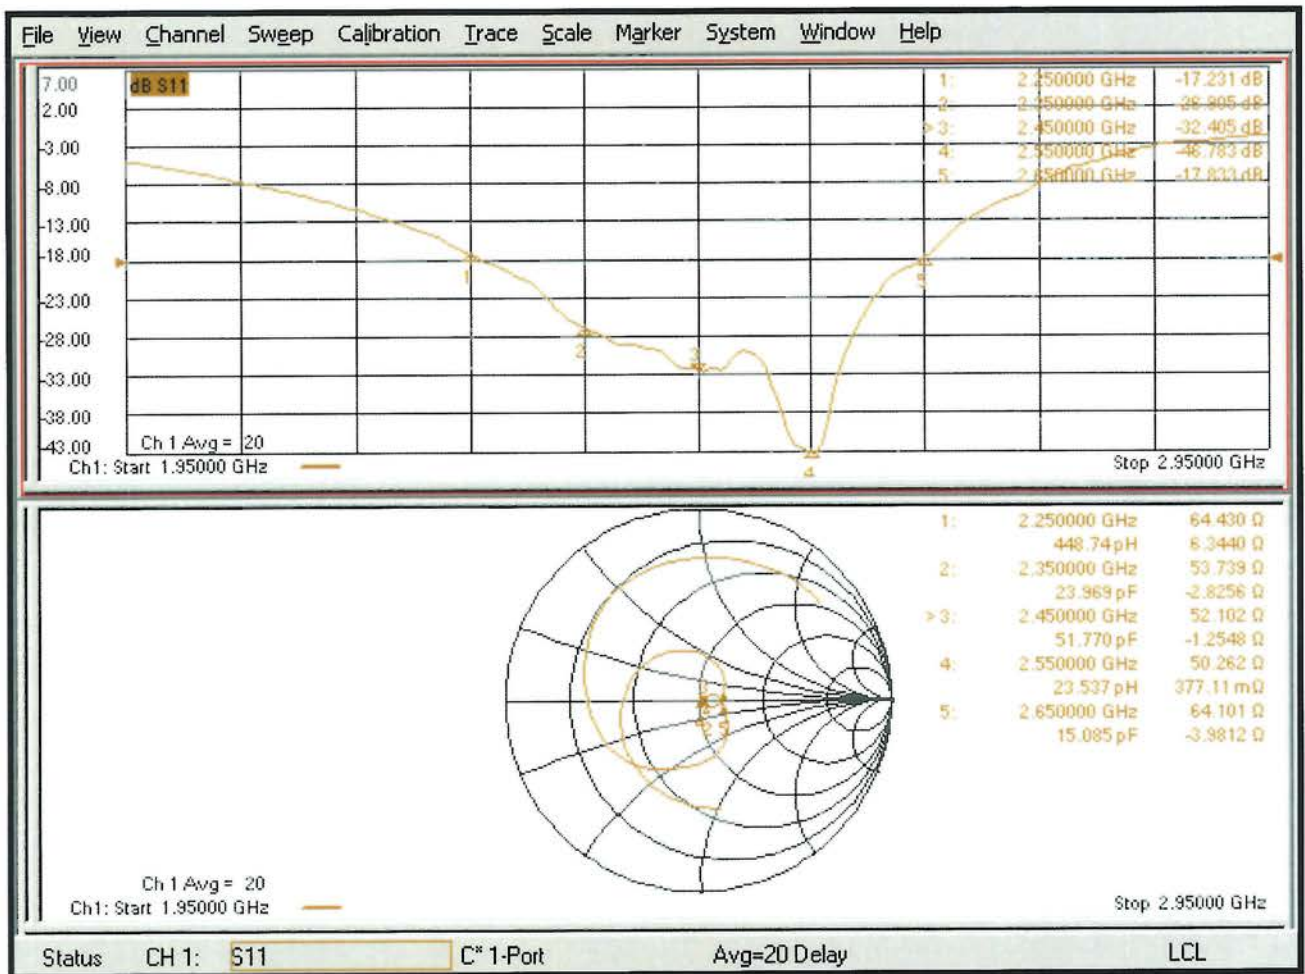 File View Channel Sweep Calibration Trace Scale Marker System Window Help
7.00
2.00
-3.00
-8.00
-13.00
-18.00
-23.00
-28.00
-33.00
-38.00
-43.00
dB S11
1: 2.250000 GHz -17.231 dB
2: 2.350000 GHz -26.905 dB
> 3: 2.450000 GHz -32.405 dB
4: 2.550000 GHz -46.783 dB
5: 2.650000 GHz -17.833 dB
1
2
3
4
5
Ch 1 Avg = 20
Ch1: Start 1.95000 GHz
Stop 2.95000 GHz
1: 2.250000 GHz 64.430 Ω
448.74 pH 6.3440 Ω
2: 2.350000 GHz 53.739 Ω
23.969 pF -2.8256 Ω
> 3: 2.450000 GHz 52.102 Ω
51.770 pF -1.2548 Ω
4: 2.550000 GHz 50.262 Ω
23.537 pH 377.11 mΩ
5: 2.650000 GHz 64.101 Ω
15.085 pF -3.9812 Ω
Ch 1 Avg = 20
Ch1: Start 1.95000 GHz
Stop 2.95000 GHz
Status CH 1: S11 C* 1-Port Avg=20 Delay LCL